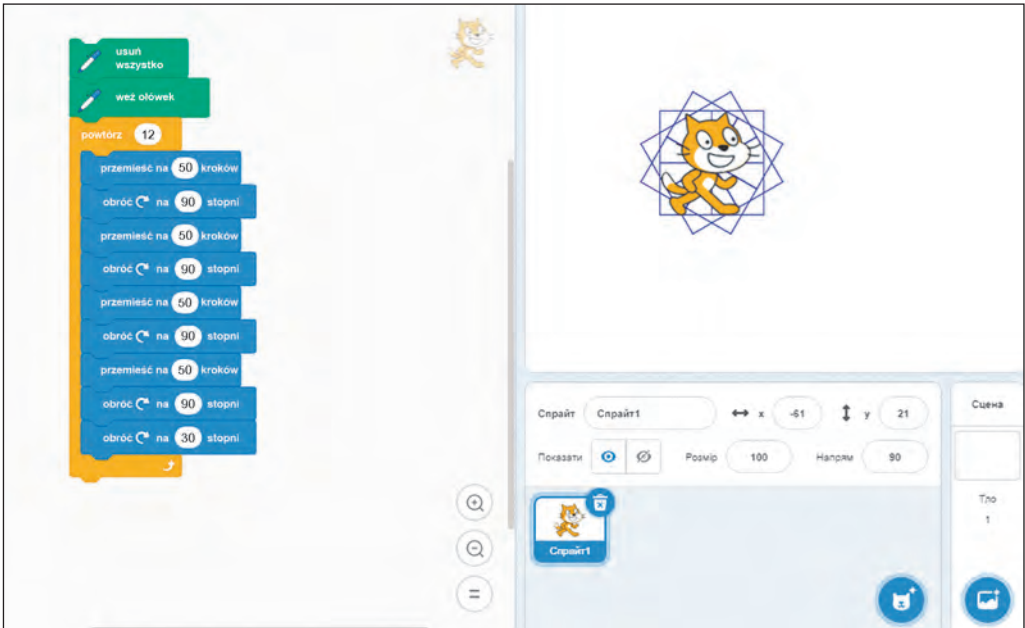 usuń
wszystko
weź ołówek
powtórz 12
przemieść na 50 kroków
obróć na 90 stopni
przemieść na 50 kroków
obróć na 90 stopni
przemieść na 50 kroków
obróć na 90 stopni
przemieść na 50 kroków
obróć na 90 stopni
obróć na 30 stopni
Спрайт Спрайт1 x -61 y 21
Показати Розмір 100 Напрям 90
Спрайт1
Сцена
Тло
1